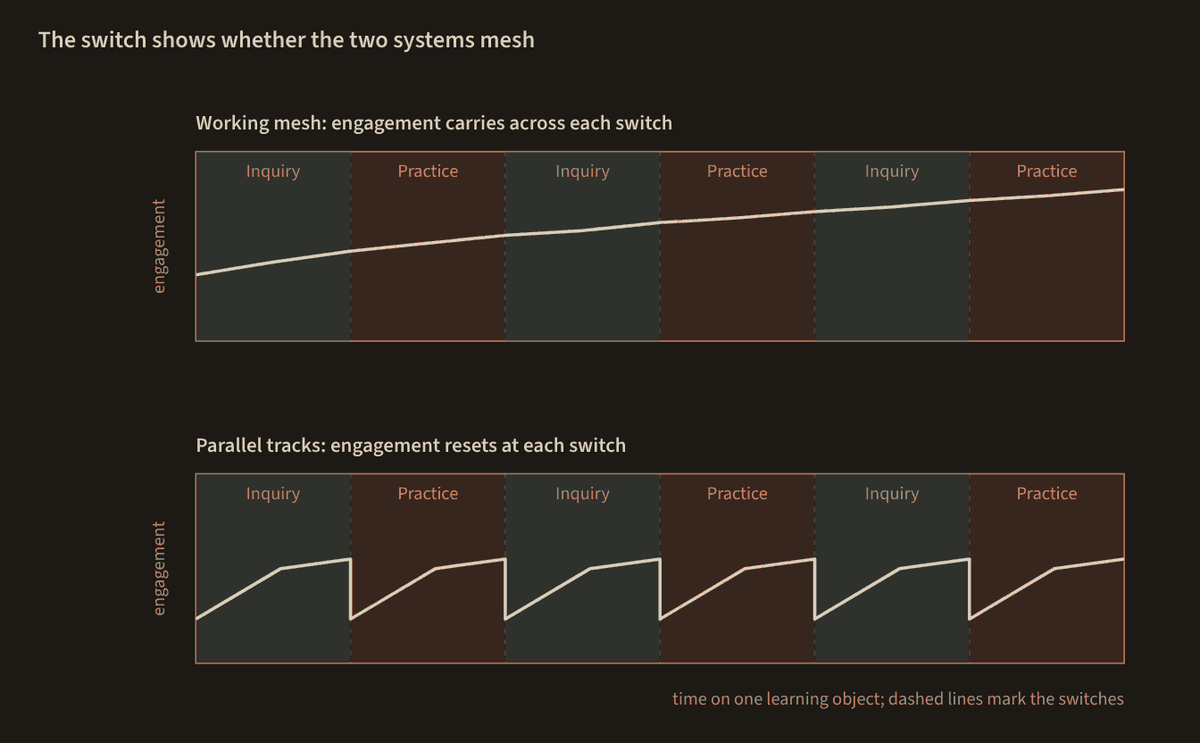 The switch shows whether the two systems mesh
Working mesh: engagement carries across each switch
Inquiry
Practice
Inquiry
Practice
Inquiry
Practice
engagement
Parallel tracks: engagement resets at each switch
Inquiry
Practice
Inquiry
Practice
Inquiry
Practice
engagement
time on one learning object; dashed lines mark the switches